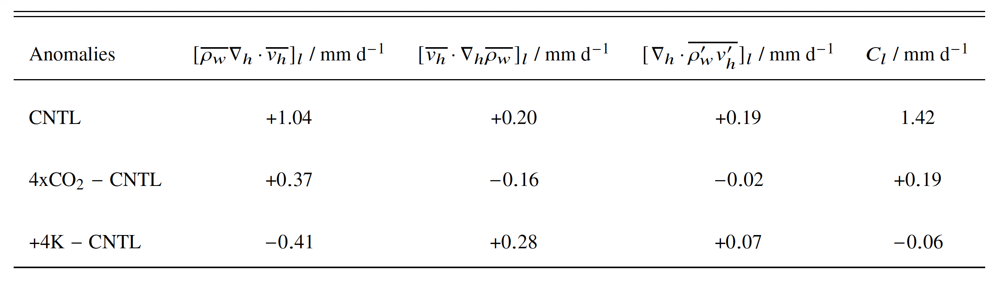 Anomalies [$\overline{\rho_w}\nabla_h \cdot \overline{v_h}$]$_l$ / mm d$^{-1}$ [$\overline{v_h} \cdot \nabla_h\overline{\rho_w}$]$_l$ / mm d$^{-1}$ [$\nabla_h \cdot \overline{\rho_w' v_h'}$]$_l$ / mm d$^{-1}$ $C_l$ / mm d$^{-1}$
CNTL +1.04 +0.20 +0.19 1.42
4xCO$_2$ − CNTL +0.37 −0.16 −0.02 +0.19
+4K − CNTL −0.41 +0.28 +0.07 −0.06